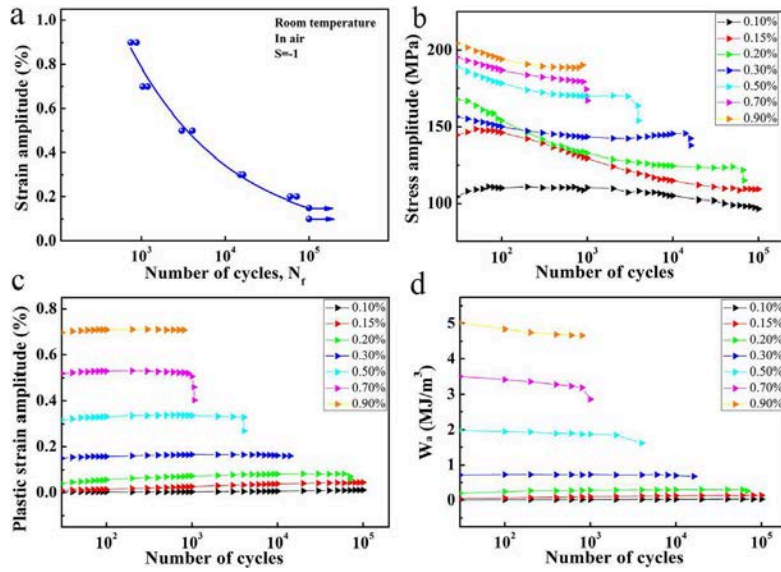 a
Room temperature
In air
S=-1
1.0
0.8
0.6
0.4
0.2
0.0
Strain amplitude (%)
10³ 10⁴ 10⁵
Number of cycles, N_f
b
0.10%
0.15%
0.20%
0.30%
0.50%
0.70%
0.90%
200
150
100
Stress amplitude (MPa)
10² 10³ 10⁴ 10⁵
Number of cycles
c
0.10%
0.15%
0.20%
0.30%
0.50%
0.70%
0.90%
0.8
0.6
0.4
0.2
0.0
Plastic strain amplitude (%)
10² 10³ 10⁴ 10⁵
Number of cycles
d
0.10%
0.15%
0.20%
0.30%
0.50%
0.70%
0.90%
5
4
3
2
1
0
Wₐ (MJ/m³)
10² 10³ 10⁴ 10⁵
Number of cycles